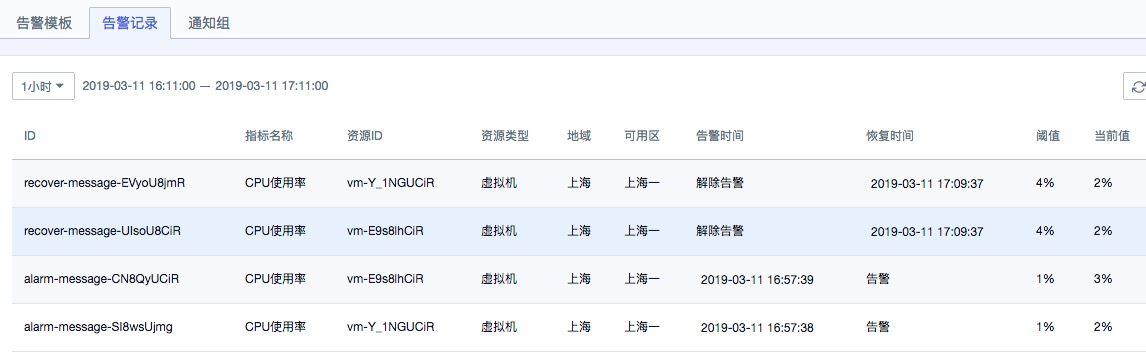 告警模板 告警记录 通知组
1小时 2019-03-11 16:11:00 — 2019-03-11 17:11:00
ID 指标名称 资源ID 资源类型 地域 可用区 告警时间 恢复时间 阈值 当前值
recover-message-EVyoU8jmR CPU使用率 vm-Y_1NGUCiR 虚拟机 上海 上海一 解除告警 2019-03-11 17:09:37 4% 2%
recover-message-UIsoU8CiR CPU使用率 vm-E9s8lhCiR 虚拟机 上海 上海一 解除告警 2019-03-11 17:09:37 4% 2%
alarm-message-CN8QyUCiR CPU使用率 vm-E9s8lhCiR 虚拟机 上海 上海一 2019-03-11 16:57:39 告警 1% 3%
alarm-message-SI8wsUjmg CPU使用率 vm-Y_1NGUCiR 虚拟机 上海 上海一 2019-03-11 16:57:38 告警 1% 2%